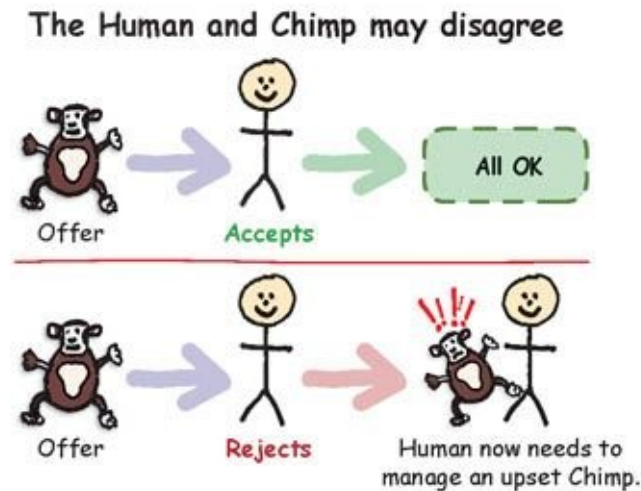 The Human and Chimp may disagree
Offer
Accepts
All OK
Offer
Rejects
Human now needs to
manage an upset Chimp.